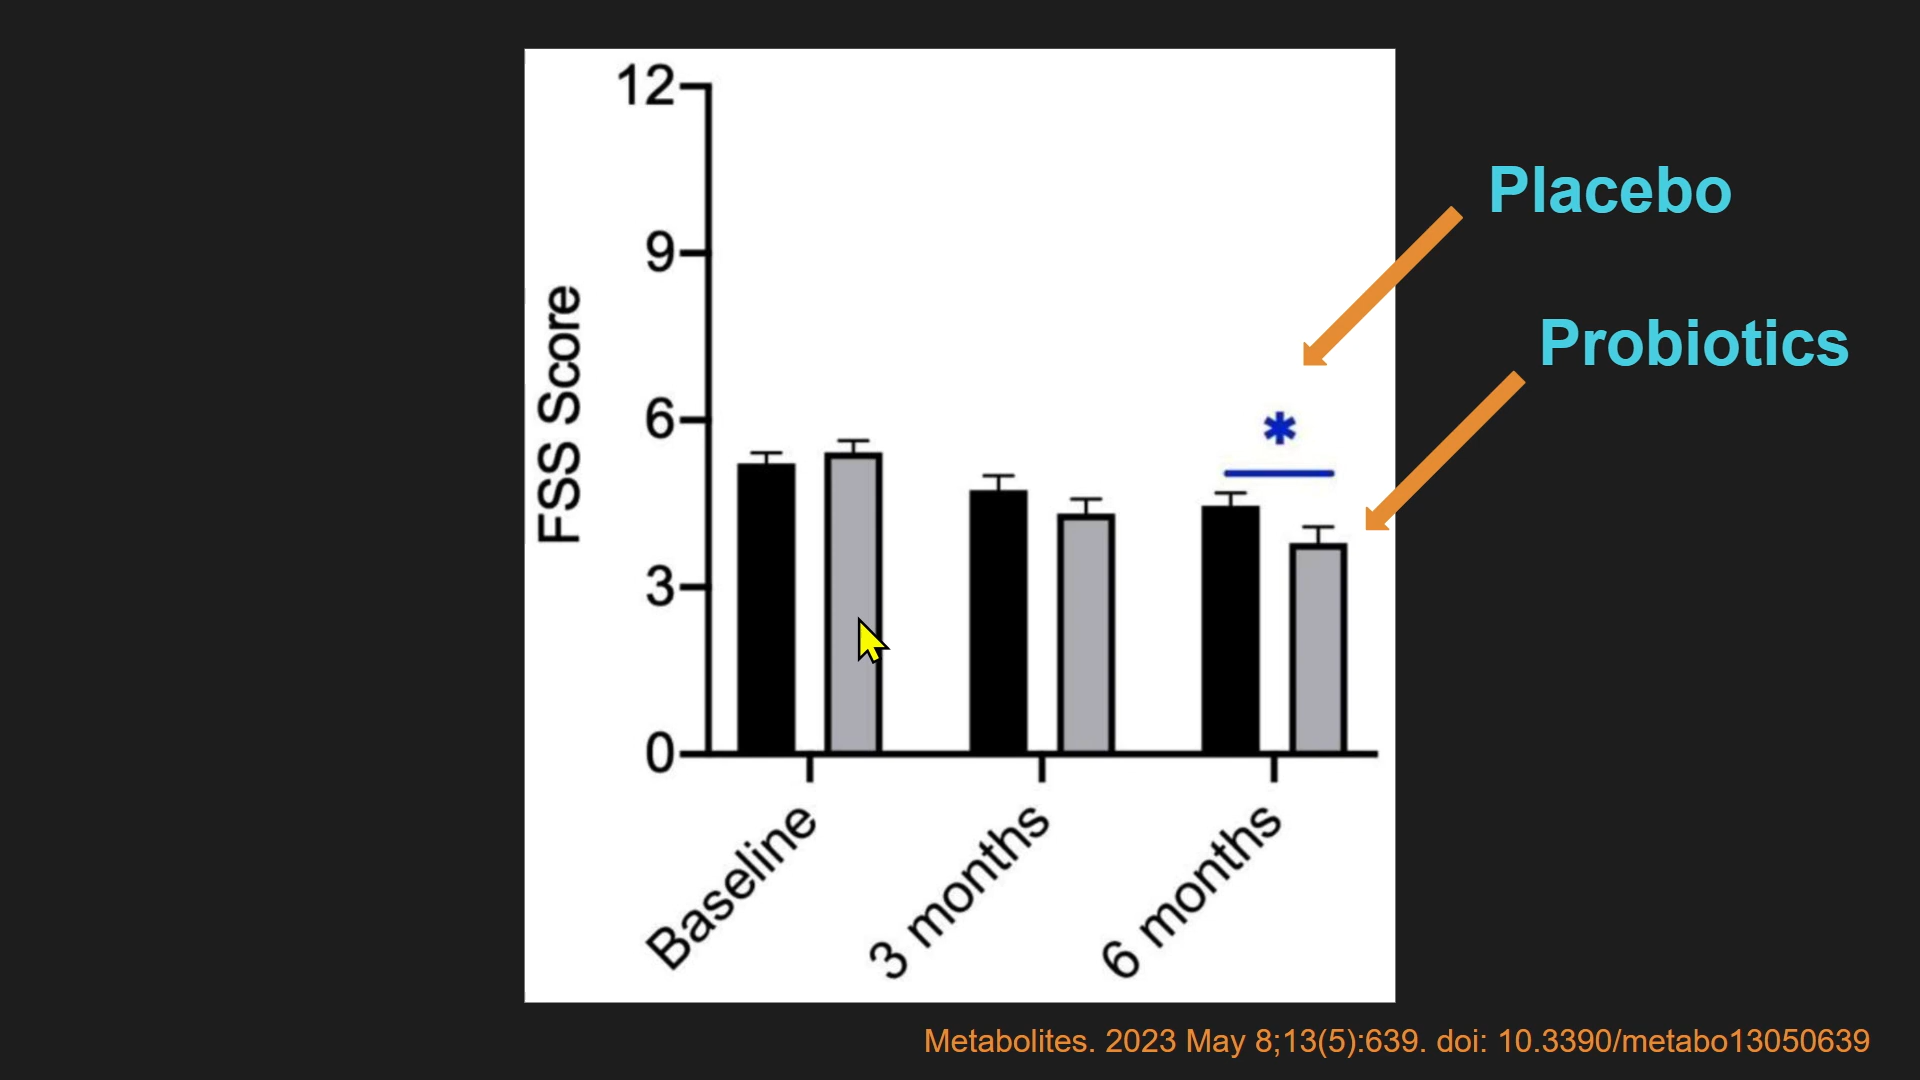 12
9
6
3
0
FSS Score
Baseline
3 months
6 months
*
Placebo
Probiotics
Metabolites. 2023 May 8;13(5):639. doi: 10.3390/metabo13050639